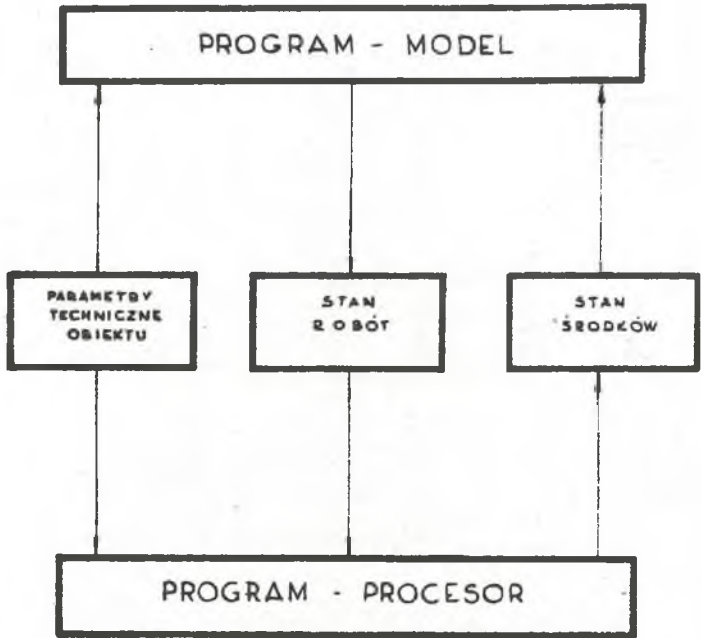 PROGRAM - MODEL
PARAMETRY
TECHNICZNE
OBIEKTU
STAN
ROBÓT
STAN
ŚRODKÓW
PROGRAM - PROCESOR